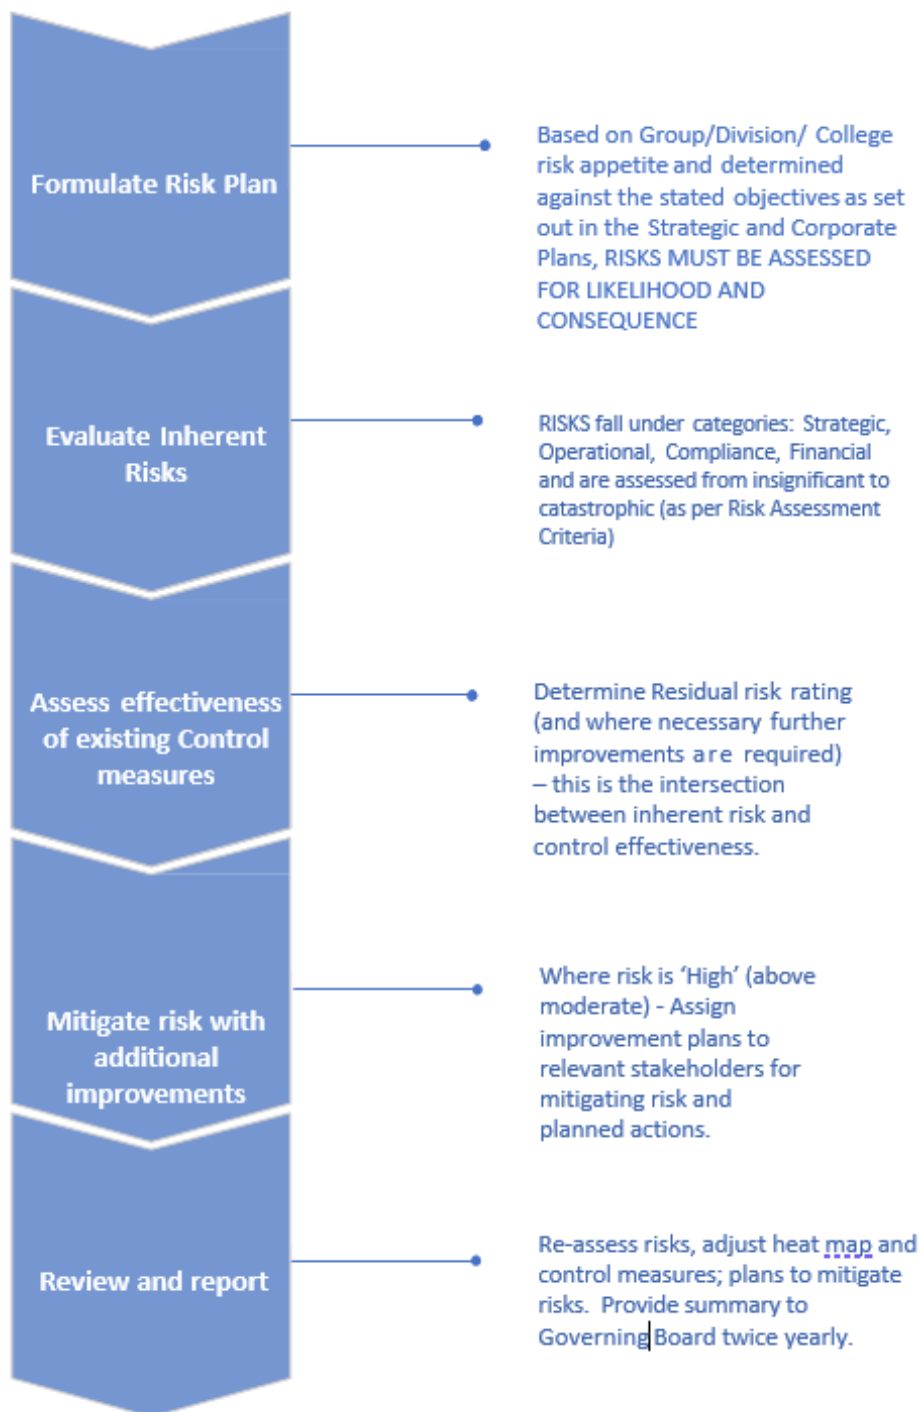 Formulate Risk Plan
Based on Group/Division/ College
risk appetite and determined
against the stated objectives as set
out in the Strategic and Corporate
Plans, RISKS MUST BE ASSESSED
FOR LIKELIHOOD AND
CONSEQUENCE
Evaluate Inherent
Risks
RISKS fall under categories: Strategic,
Operational, Compliance, Financial
and are assessed from insignificant to
catastrophic (as per Risk Assessment
Criteria)
Assess effectiveness
of existing Control
measures
Determine Residual risk rating
(and where necessary further
improvements are required)
– this is the intersection
between inherent risk and
control effectiveness.
Mitigate risk with
additional
improvements
Where risk is ‘High’ (above
moderate) - Assign
improvement plans to
relevant stakeholders for
mitigating risk and
planned actions.
Review and report
Re-assess risks, adjust heat map and
control measures; plans to mitigate
risks. Provide summary to
Governing Board twice yearly.